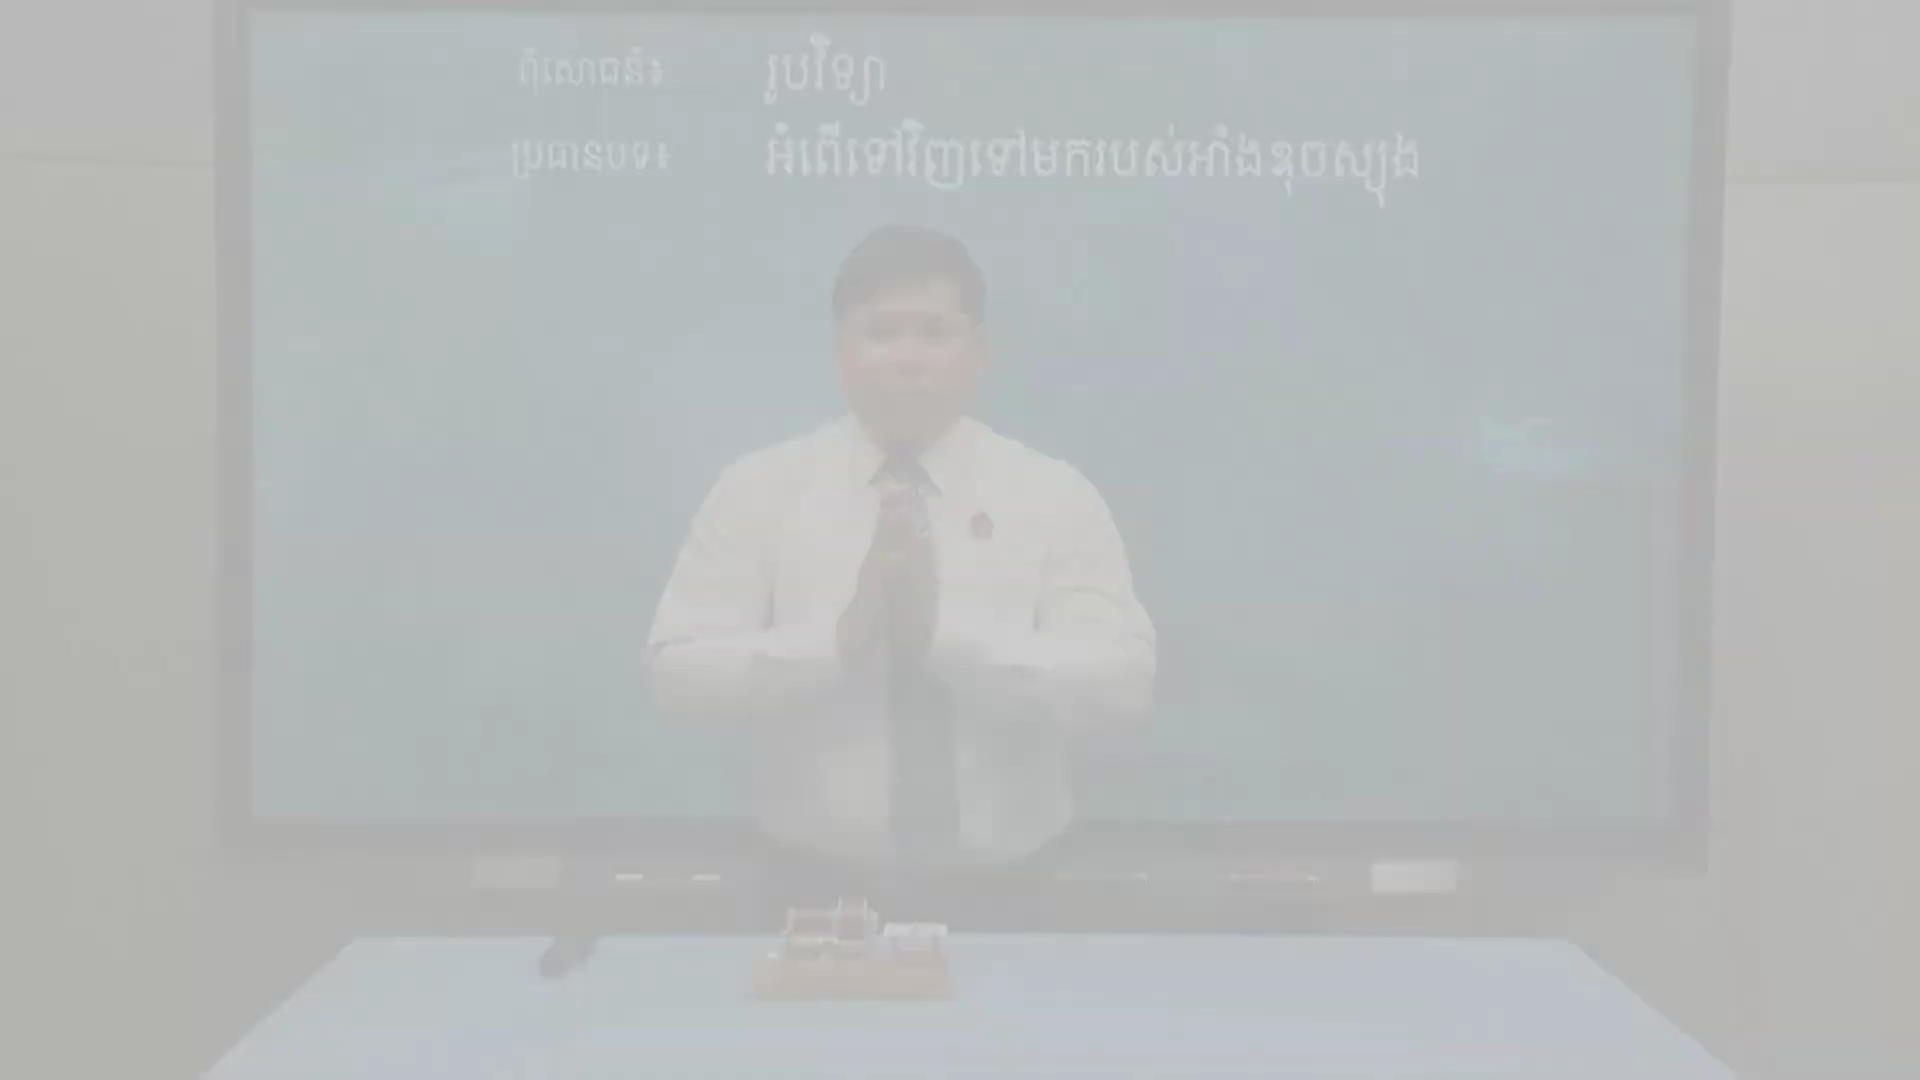 ពិសោធន៍៖ រូបវិទ្យា
ប្រធានបទ៖ អំពើទៅវិញទៅមករបស់អាំងឌុចស្យុង